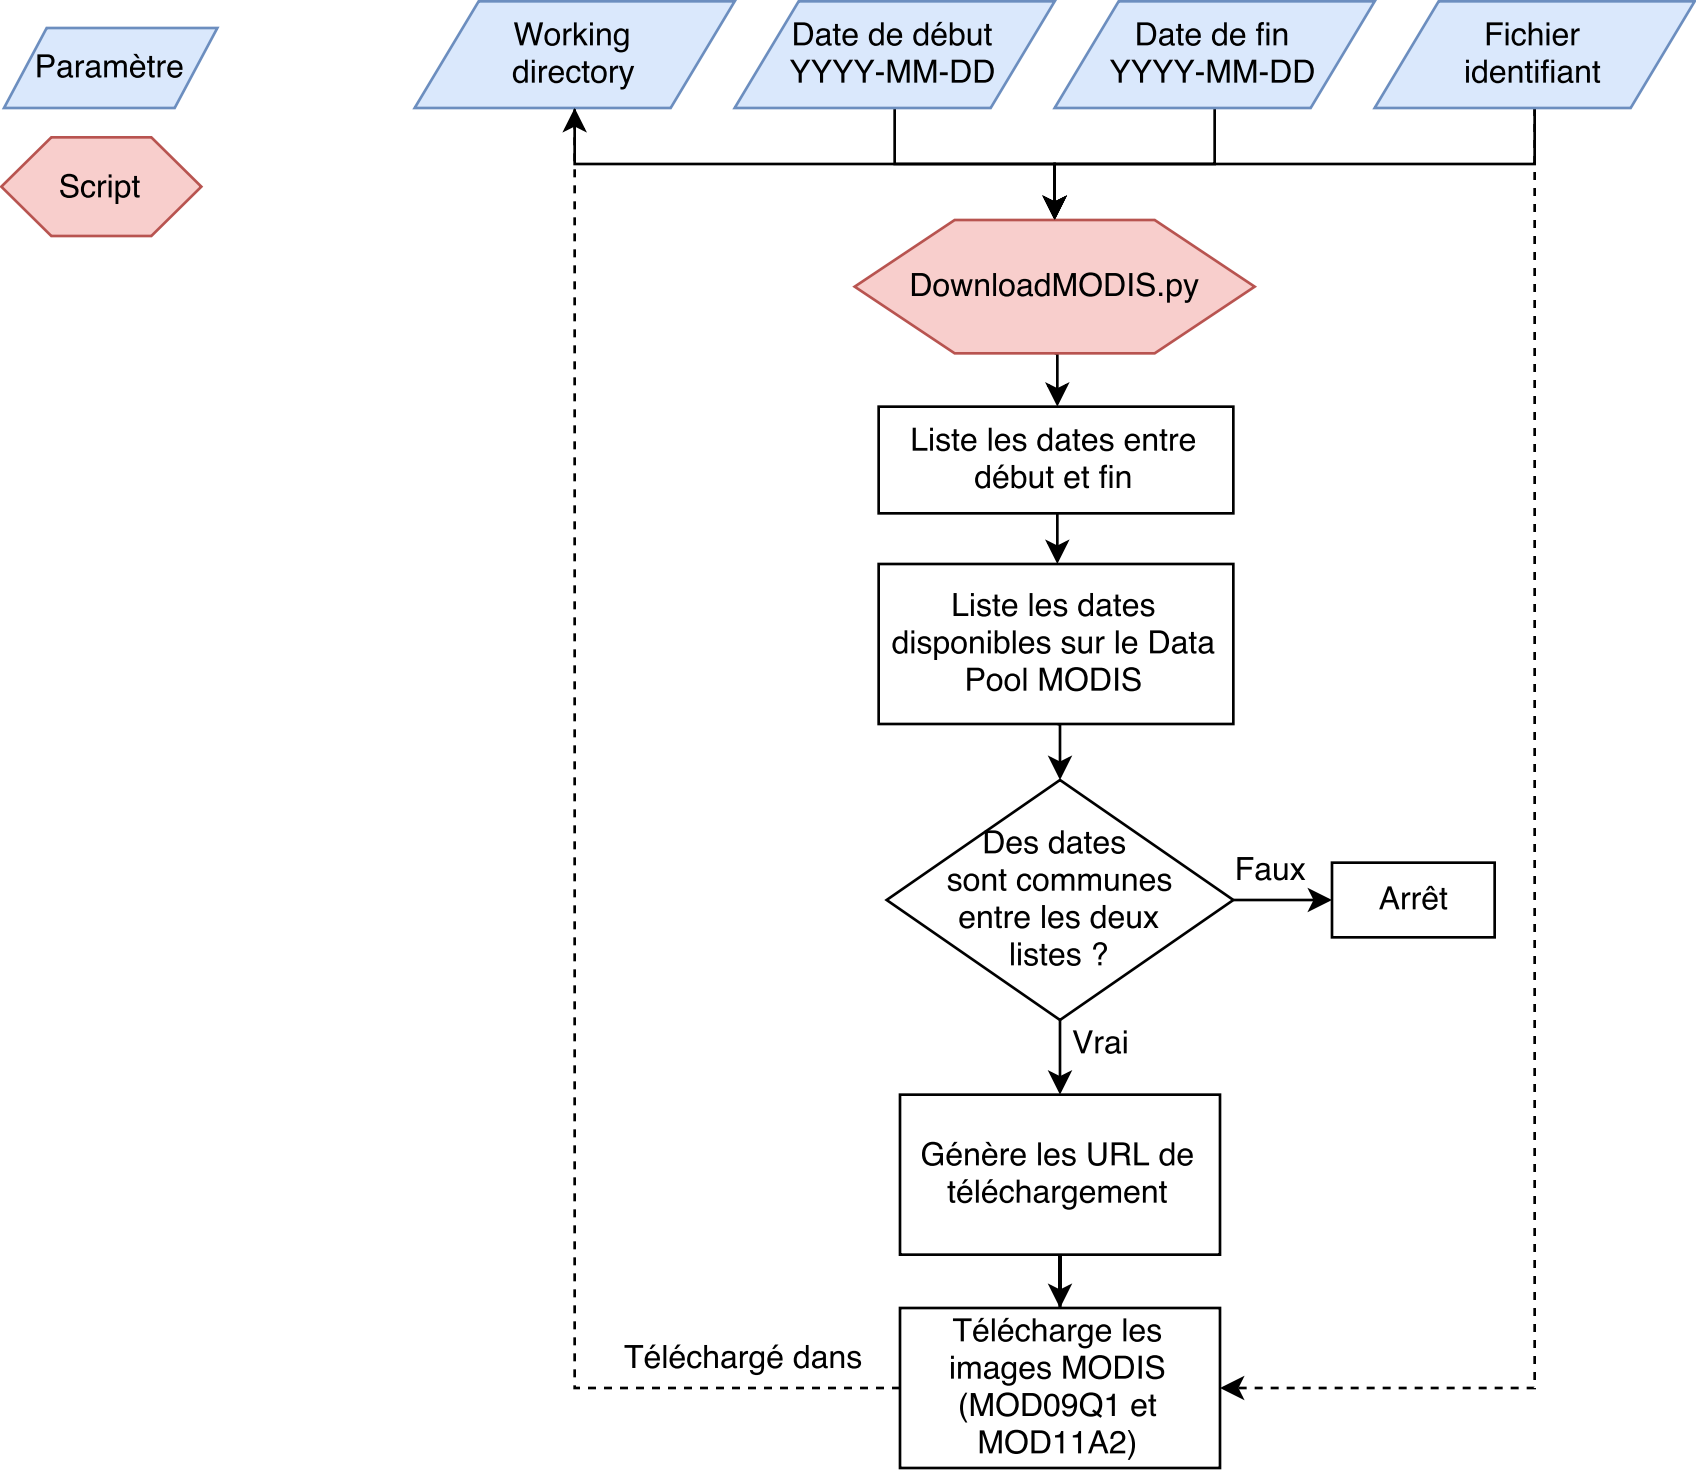 Paramètre
Script
Working
directory
Date de début
YYYY-MM-DD
Date de fin
YYYY-MM-DD
Fichier
identifiant
DownloadMODIS.py
Liste les dates entre
début et fin
Liste les dates
disponibles sur le Data
Pool MODIS
Des dates
sont communes
entre les deux
listes ?
Faux
Arrêt
Vrai
Génère les URL de
téléchargement
Téléchargé dans
Télécharge les
images MODIS
(MOD09Q1 et
MOD11A2)